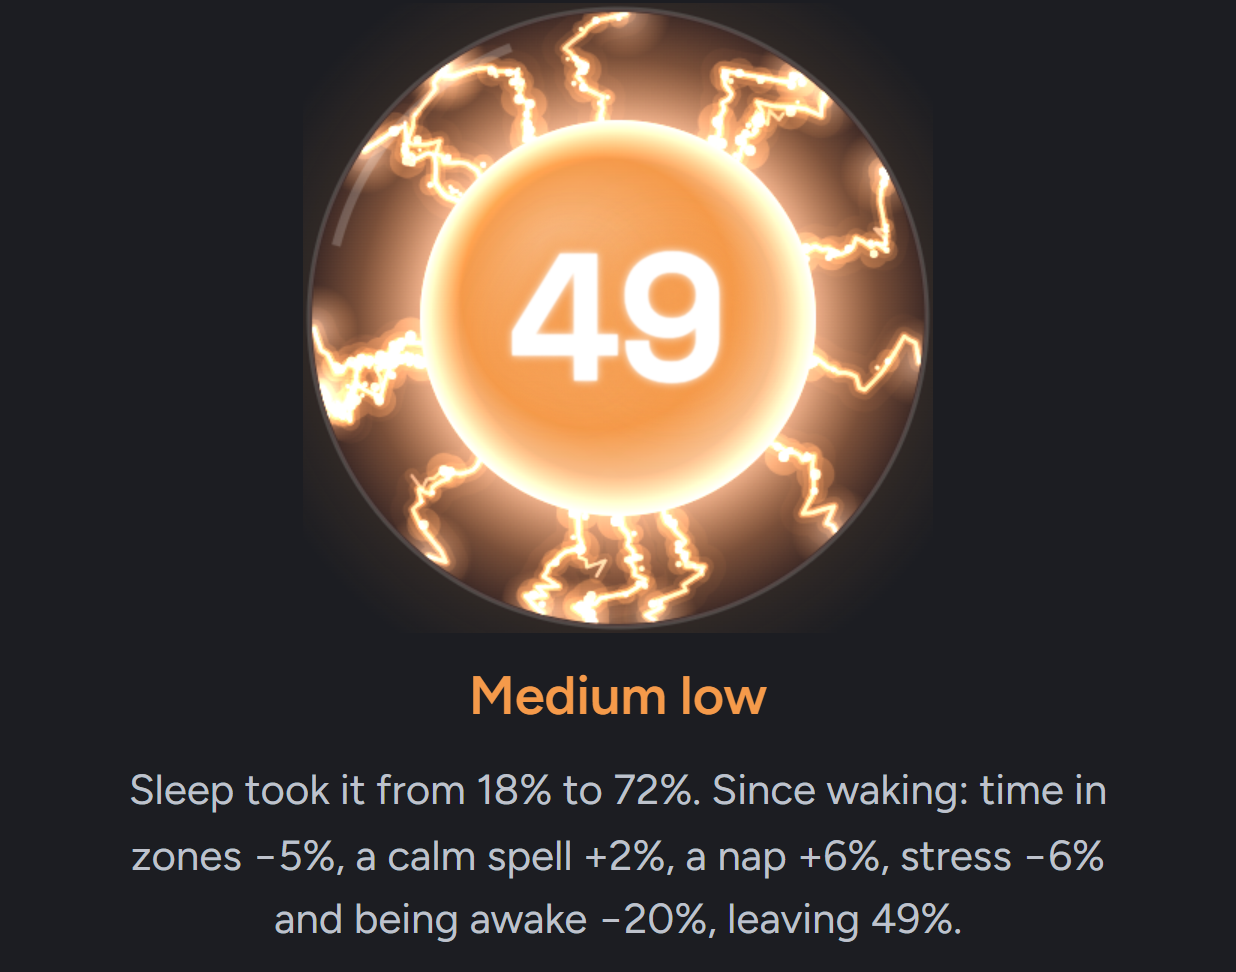 49
Medium low
Sleep took it from 18% to 72%. Since waking: time in
zones −5%, a calm spell +2%, a nap +6%, stress −6%
and being awake −20%, leaving 49%.